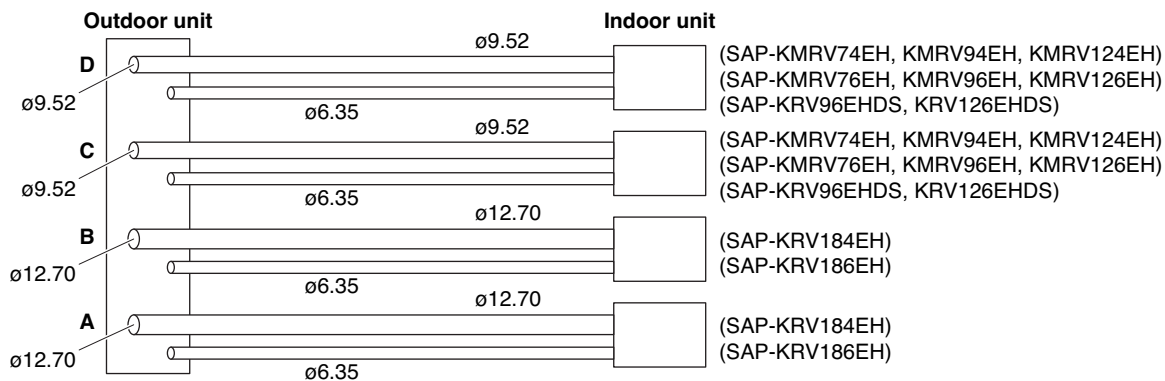 Outdoor unit
Indoor unit
D
ø9.52
ø9.52
ø6.35
(SAP-KMRV74EH, KMRV94EH, KMRV124EH)
(SAP-KMRV76EH, KMRV96EH, KMRV126EH)
(SAP-KRV96EHDS, KRV126EHDS)
C
ø9.52
ø9.52
ø6.35
(SAP-KMRV74EH, KMRV94EH, KMRV124EH)
(SAP-KMRV76EH, KMRV96EH, KMRV126EH)
(SAP-KRV96EHDS, KRV126EHDS)
B
ø12.70
ø12.70
ø6.35
(SAP-KRV184EH)
(SAP-KRV186EH)
A
ø12.70
ø12.70
ø6.35
(SAP-KRV184EH)
(SAP-KRV186EH)